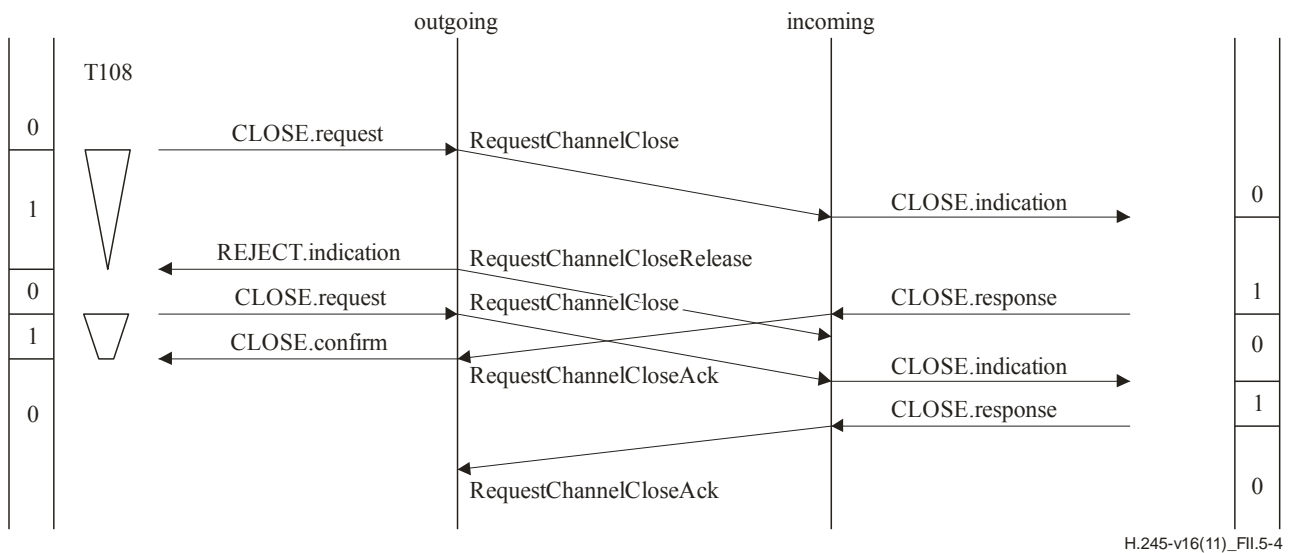 outgoing incoming
T108
0 CLOSE.request RequestChannelClose
1 CLOSE.indication 0
REJECT.indication RequestChannelCloseRelease
0 CLOSE.request RequestChannelClose CLOSE.response 1
1 CLOSE.confirm 0
RequestChannelCloseAck CLOSE.indication
0 CLOSE.response 1
RequestChannelCloseAck 0
H.245-v16(11)_FII.5-4